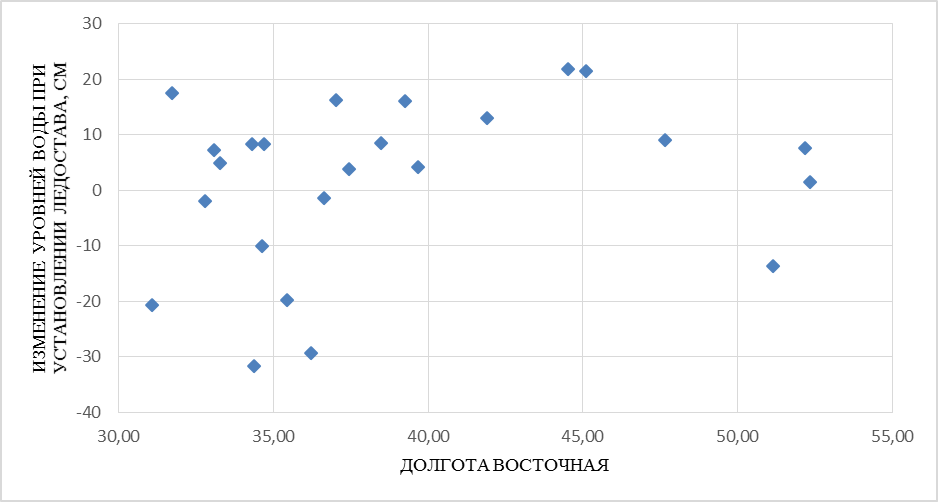 ИЗМЕНЕНИЕ УРОВНЕЙ ВОДЫ ПРИ
УСТАНОВЛЕНИИ ЛЕДОСТАВА, СМ
30
20
10
0
-10
-20
-30
-40
30,00 35,00 40,00 45,00 50,00 55,00
ДОЛГОТА ВОСТОЧНАЯ